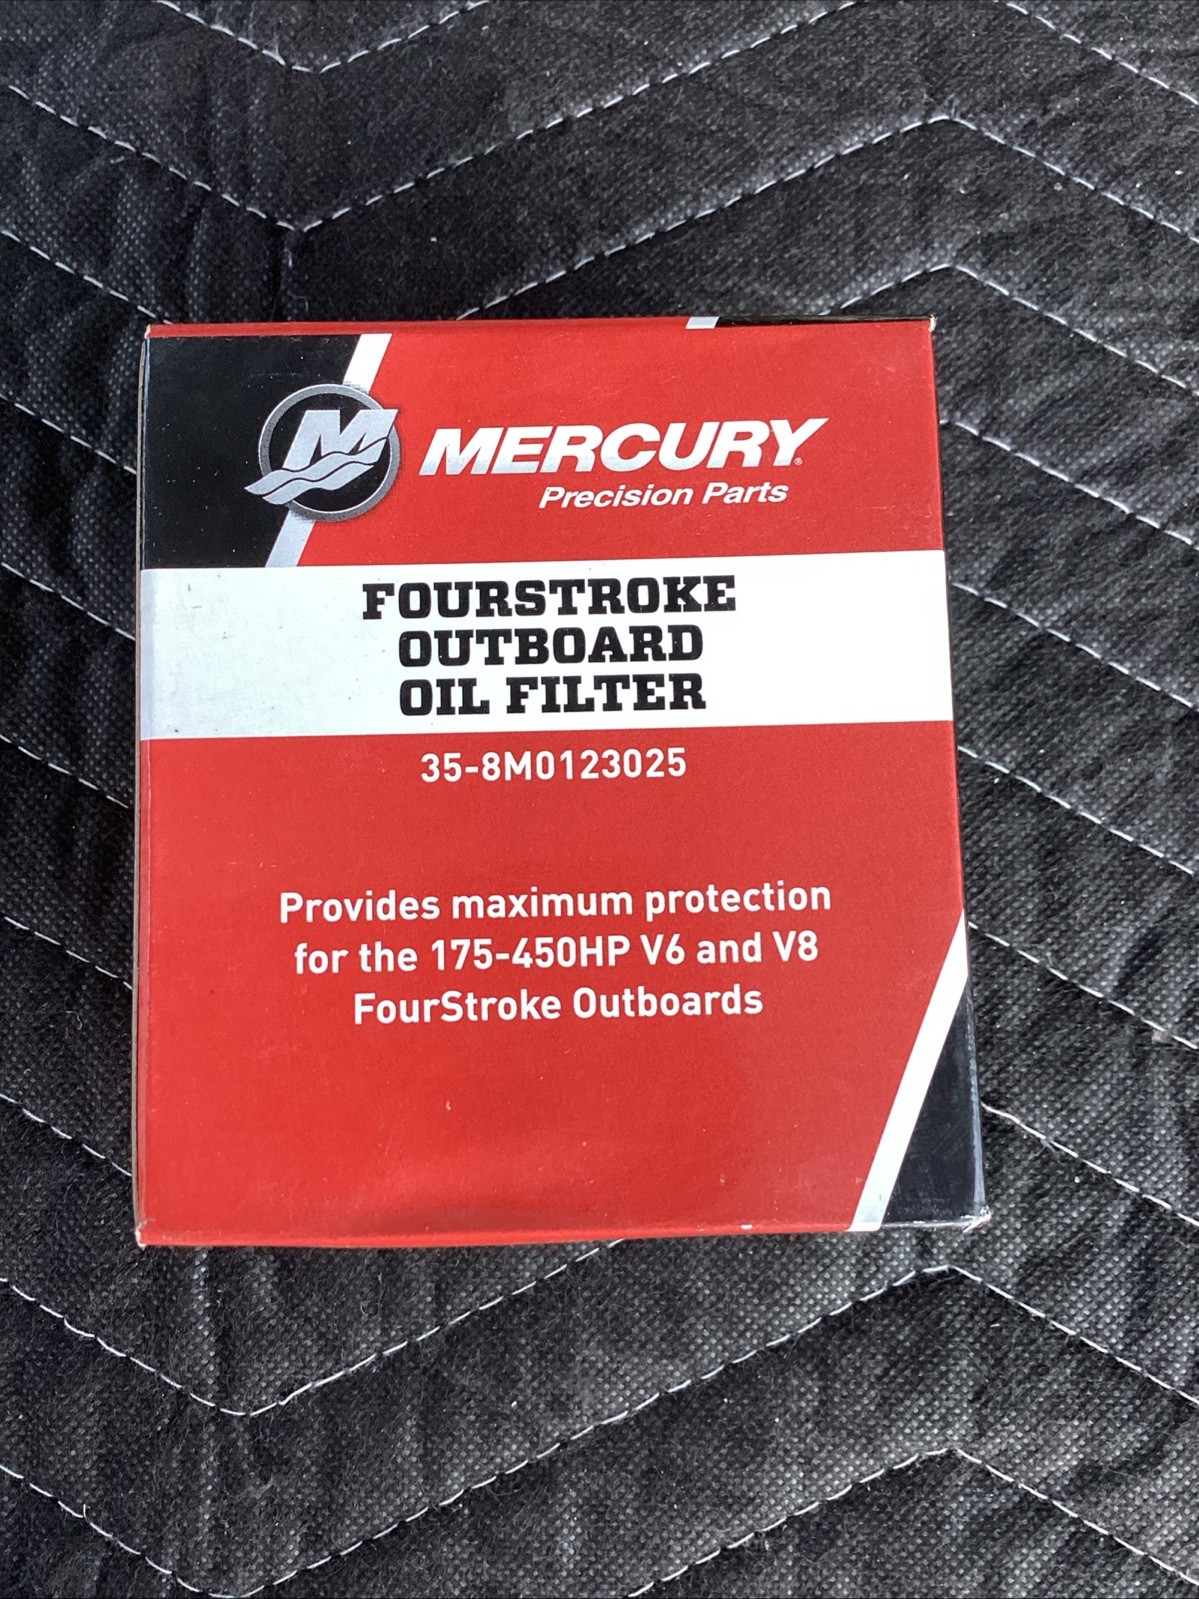 M
MERCURY®
Precision Parts
FOURSTROKE
OUTBOARD
OIL FILTER
35-8M0123025
Provides maximum protection
for the 175-450HP V6 and V8
FourStroke Outboards